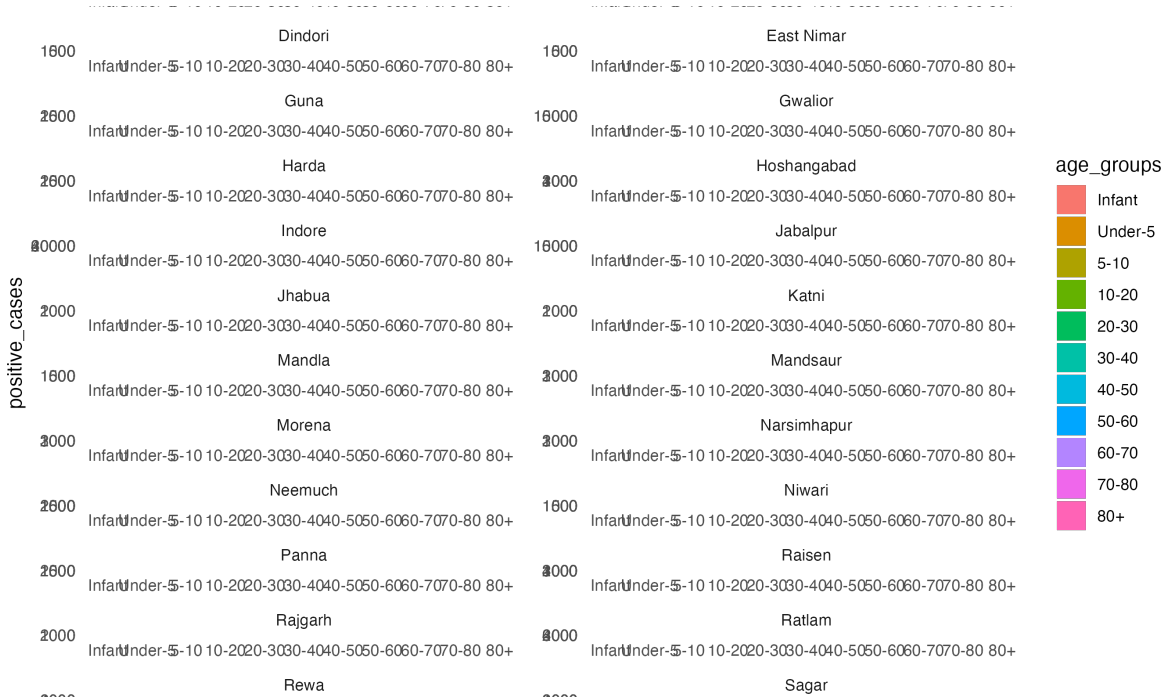 Dindori East Nimar
Infant Under-5 5-10 10-20 20-30 30-40 40-50 50-60 60-70 70-80 80+ Infant Under-5 5-10 10-20 20-30 30-40 40-50 50-60 60-70 70-80 80+
Guna Gwalior
Infant Under-5 5-10 10-20 20-30 30-40 40-50 50-60 60-70 70-80 80+ Infant Under-5 5-10 10-20 20-30 30-40 40-50 50-60 60-70 70-80 80+
Harda Hoshangabad
Infant Under-5 5-10 10-20 20-30 30-40 40-50 50-60 60-70 70-80 80+ Infant Under-5 5-10 10-20 20-30 30-40 40-50 50-60 60-70 70-80 80+
Indore Jabalpur
Infant Under-5 5-10 10-20 20-30 30-40 40-50 50-60 60-70 70-80 80+ Infant Under-5 5-10 10-20 20-30 30-40 40-50 50-60 60-70 70-80 80+
Jhabua Katni
Infant Under-5 5-10 10-20 20-30 30-40 40-50 50-60 60-70 70-80 80+ Infant Under-5 5-10 10-20 20-30 30-40 40-50 50-60 60-70 70-80 80+
Mandla Mandsaur
Infant Under-5 5-10 10-20 20-30 30-40 40-50 50-60 60-70 70-80 80+ Infant Under-5 5-10 10-20 20-30 30-40 40-50 50-60 60-70 70-80 80+
Morena Narsimhapur
Infant Under-5 5-10 10-20 20-30 30-40 40-50 50-60 60-70 70-80 80+ Infant Under-5 5-10 10-20 20-30 30-40 40-50 50-60 60-70 70-80 80+
Neemuch Niwari
Infant Under-5 5-10 10-20 20-30 30-40 40-50 50-60 60-70 70-80 80+ Infant Under-5 5-10 10-20 20-30 30-40 40-50 50-60 60-70 70-80 80+
Panna Raisen
Infant Under-5 5-10 10-20 20-30 30-40 40-50 50-60 60-70 70-80 80+ Infant Under-5 5-10 10-20 20-30 30-40 40-50 50-60 60-70 70-80 80+
Rajgarh Ratlam
Infant Under-5 5-10 10-20 20-30 30-40 40-50 50-60 60-70 70-80 80+ Infant Under-5 5-10 10-20 20-30 30-40 40-50 50-60 60-70 70-80 80+
Rewa Sagar
positive_cases
age_groups
Infant
Under-5
5-10
10-20
20-30
30-40
40-50
50-60
60-70
70-80
80+